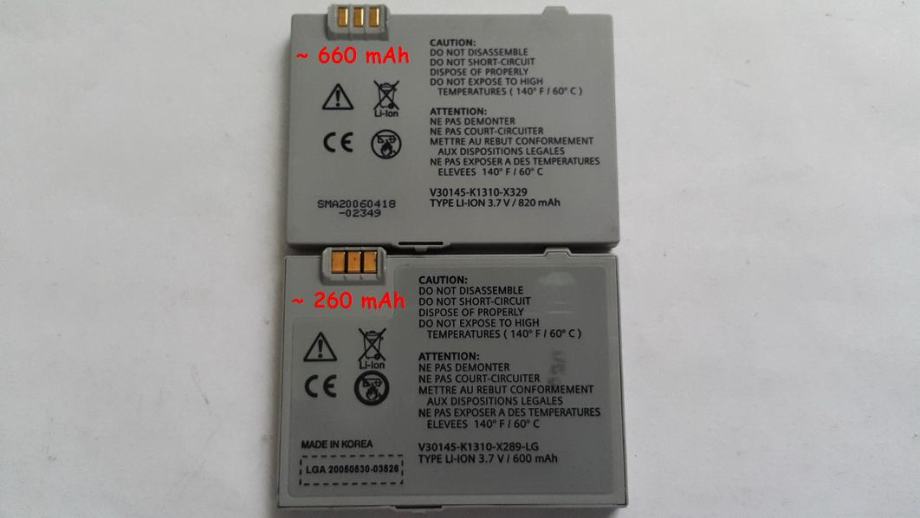 ~ 660 mAh
CAUTION:
DO NOT DISASSEMBLE
DO NOT SHORT-CIRCUIT
DISPOSE OF PROPERLY
DO NOT EXPOSE TO HIGH
TEMPERATURES ( 140° F / 60° C )
Li-Ion
ATTENTION:
NE PAS DEMONTER
NE PAS COURT-CIRCUITER
METTRE AU REBUT CONFORMEMENT
AUX DISPOSITIONS LEGALES
NE PAS EXPOSER A DES TEMPERATURES
ELEVEES 140° F / 60° C
CE
V30145-K1310-X329
TYPE LI-ION 3.7 V / 820 mAh
SMA20060418
-02349
~ 260 mAh
CAUTION:
DO NOT DISASSEMBLE
DO NOT SHORT-CIRCUIT
DISPOSE OF PROPERLY
DO NOT EXPOSE TO HIGH
TEMPERATURES ( 140° F / 60° C )
Li-Ion
ATTENTION:
NE PAS DEMONTER
NE PAS COURT-CIRCUITER
METTRE AU REBUT CONFORMEMENT
AUX DISPOSITIONS LEGALES
NE PAS EXPOSER A DES TEMPERATURES
ELEVEES 140° F / 60° C
CE
MADE IN KOREA
V30145-K1310-X289-LG
TYPE LI-ION 3.7 V / 600 mAh
LGA 20050530-03526